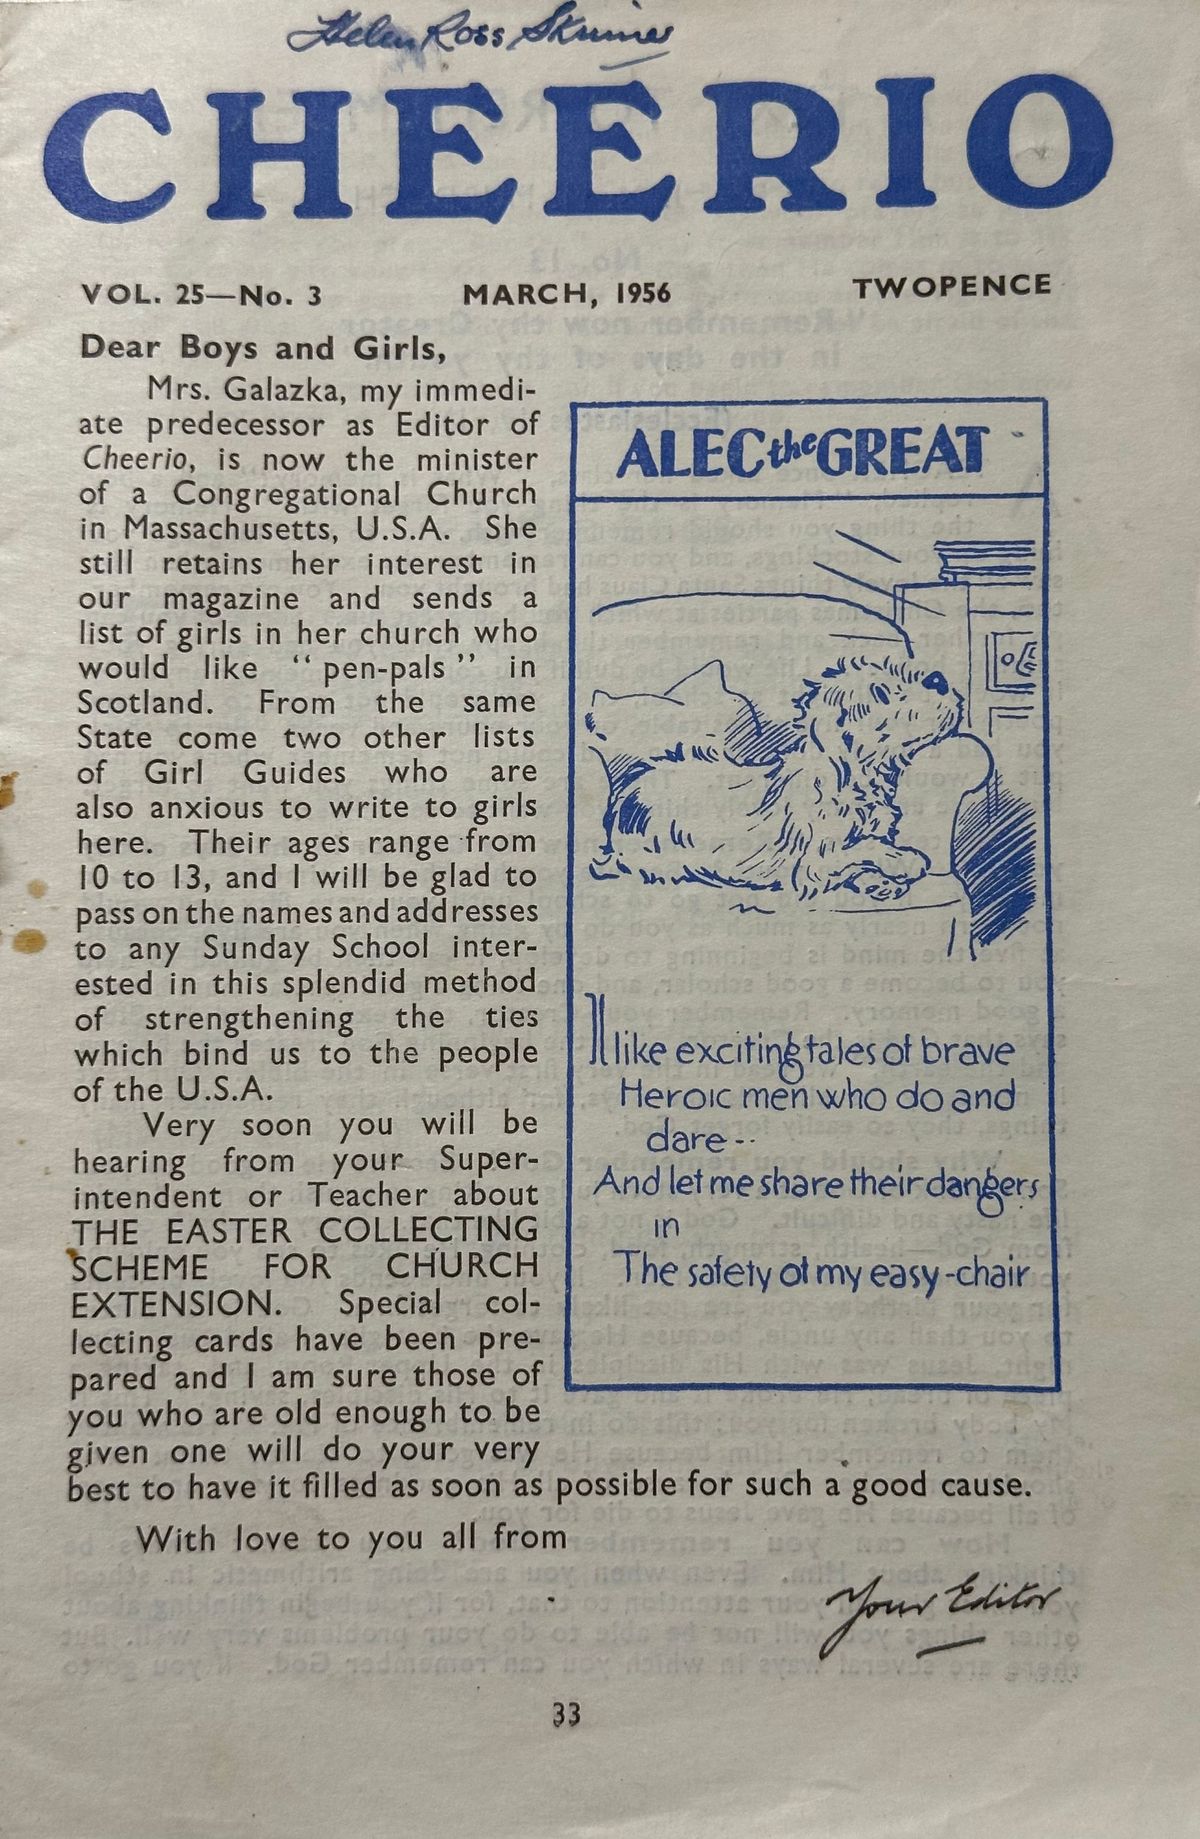 Helen Ross Skinner
CHEERIO
VOL. 25—No. 3 MARCH, 1956 TWOPENCE
Dear Boys and Girls,
Mrs. Galazka, my immedi-
ate predecessor as Editor of
Cheerio, is now the minister
of a Congregational Church
in Massachusetts, U.S.A. She
still retains her interest in
our magazine and sends a
list of girls in her church who
would like “ pen-pals ” in
Scotland. From the same
State come two other lists
of Girl Guides who are
also anxious to write to girls
here. Their ages range from
10 to 13, and I will be glad to
pass on the names and addresses
to any Sunday School inter-
ested in this splendid method
of strengthening the ties
which bind us to the people
of the U.S.A.
Very soon you will be
hearing from your Super-
intendent or Teacher about
THE EASTER COLLECTING
SCHEME FOR CHURCH
EXTENSION. Special col-
lecting cards have been pre-
pared and I am sure those of
you who are old enough to be
given one will do your very
best to have it filled as soon as possible for such a good cause.
With love to you all from
Your Editor
ALEC the GREAT
I like exciting tales of brave
Heroic men who do and
dare --
And let me share their dangers
in
The safety of my easy-chair
33